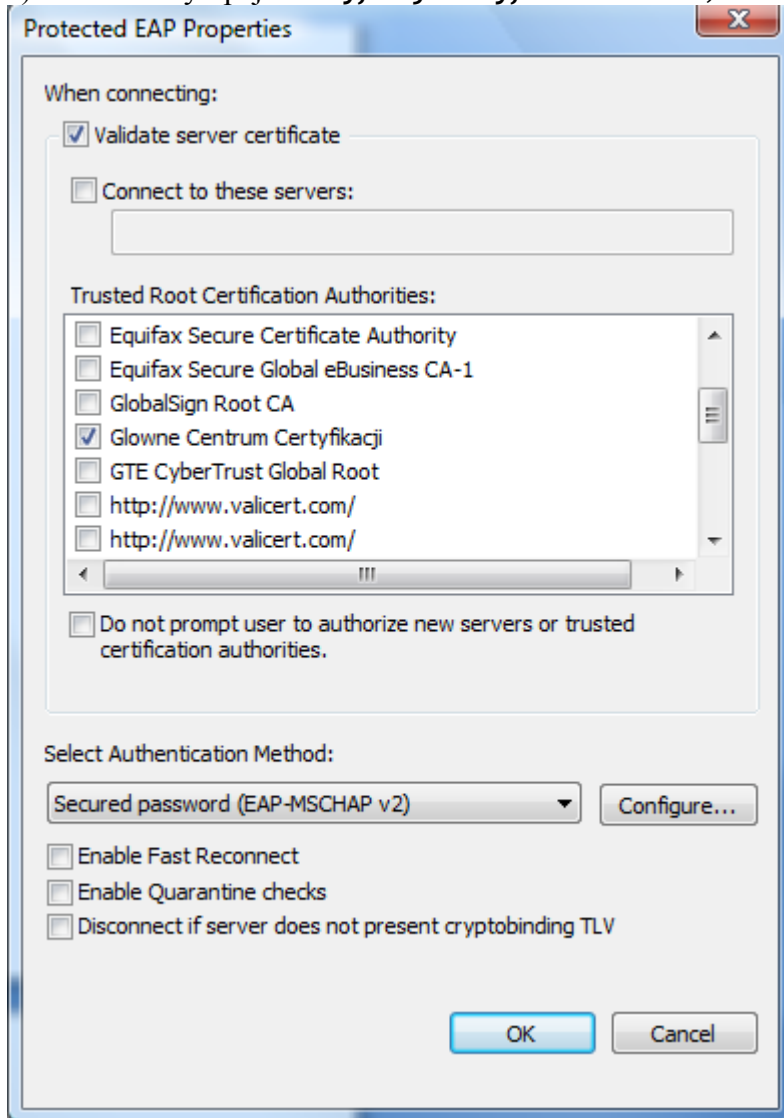 Protected EAP Properties
When connecting:
Validate server certificate
Connect to these servers:
Trusted Root Certification Authorities:
Equifax Secure Certificate Authority
Equifax Secure Global eBusiness CA-1
GlobalSign Root CA
Glowne Centrum Certyfikacji
GTE CyberTrust Global Root
http://www.valicert.com/
http://www.valicert.com/
Do not prompt user to authorize new servers or trusted
certification authorities.
Select Authentication Method:
Secured password (EAP-MSCHAP v2)
Configure...
Enable Fast Reconnect
Enable Quarantine checks
Disconnect if server does not present cryptobinding TLV
OK
Cancel